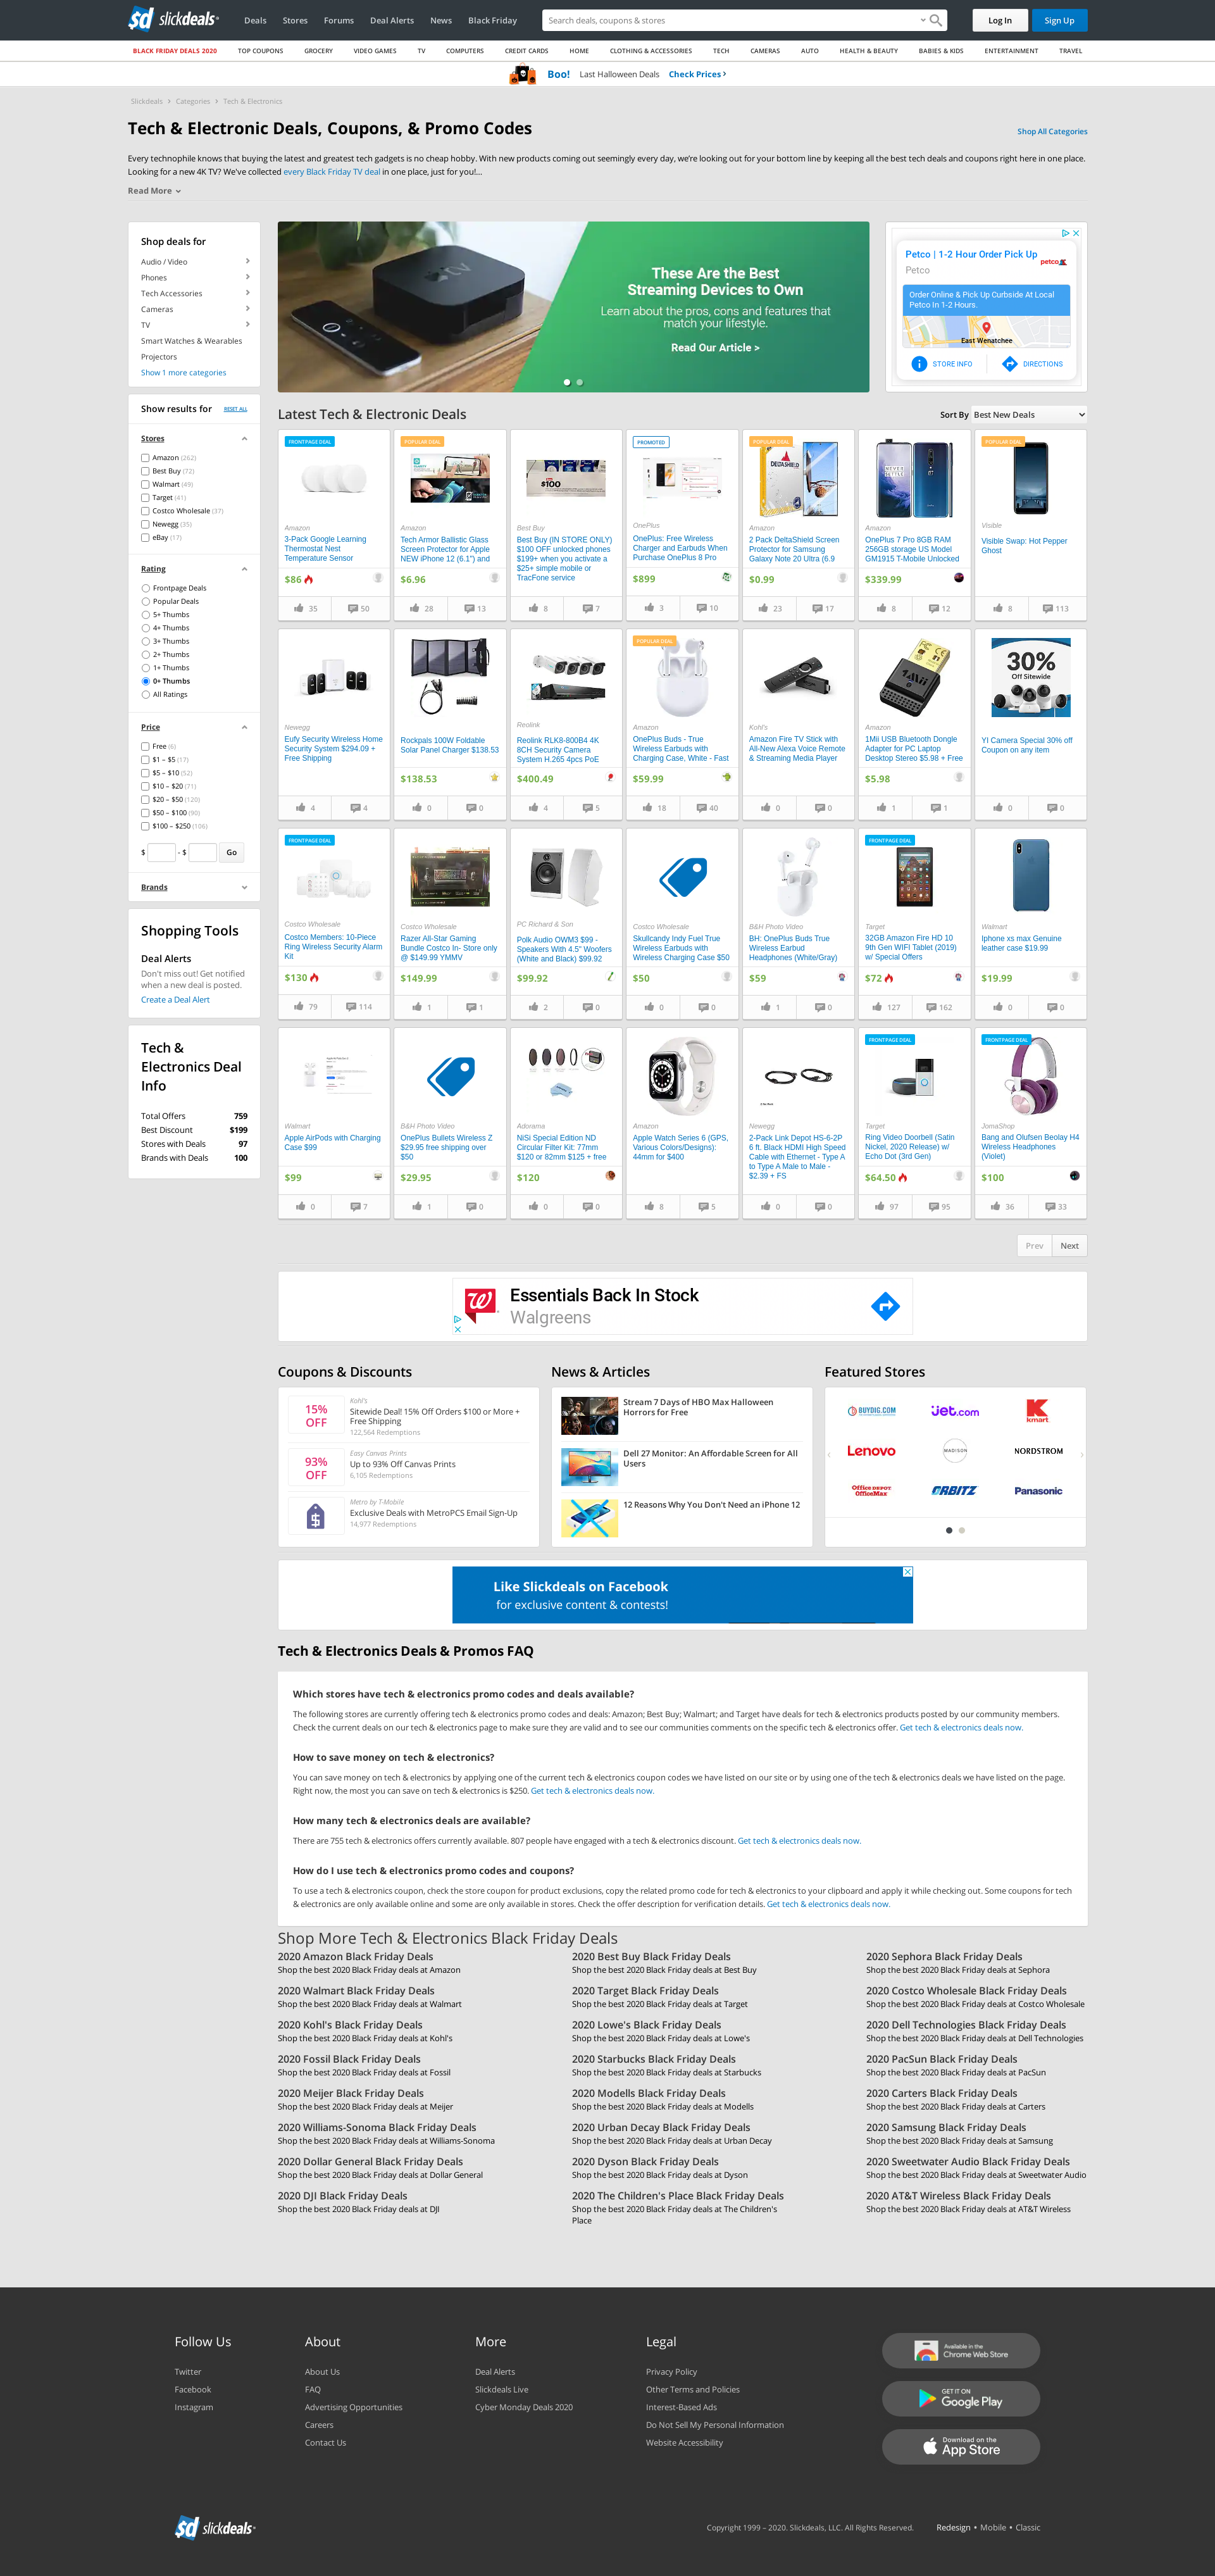 slickdeals
Deals
Stores
Forums
Deal Alerts
News
Black Friday
Search deals, coupons & stores
Log In
Sign Up
BLACK FRIDAY DEALS 2020
TOP COUPONS
GROCERY
VIDEO GAMES
TV
COMPUTERS
CREDIT CARDS
HOME
CLOTHING & ACCESSORIES
TECH
CAMERAS
AUTO
HEALTH & BEAUTY
BABIES & KIDS
ENTERTAINMENT
TRAVEL
Boo! Last Halloween Deals Check Prices ›
Slickdeals › Categories › Tech & Electronics
Tech & Electronic Deals, Coupons, & Promo Codes
Shop All Categories
Every technophile knows that buying the latest and greatest tech gadgets is no cheap hobby. With new products coming out seemingly every day, we're looking out for your bottom line by keeping all the best tech deals and coupons right here in one place.
Looking for a new 4K TV? We've collected every Black Friday TV deal in one place, just for you!...
Read More
Shop deals for
Audio / Video
Phones
Tech Accessories
Cameras
TV
Smart Watches & Wearables
Projectors
Show 1 more categories
Show results for RESET ALL
Stores
Amazon (262)
Best Buy (72)
Walmart (49)
Target (41)
Costco Wholesale (37)
Newegg (35)
eBay (17)
Rating
Frontpage Deals
Popular Deals
5+ Thumbs
4+ Thumbs
3+ Thumbs
2+ Thumbs
1+ Thumbs
0+ Thumbs
All Ratings
Price
Free (6)
$1 – $5 (17)
$5 – $10 (52)
$10 – $20 (71)
$20 – $50 (120)
$50 – $100 (90)
$100 – $250 (106)
$ - $ Go
Brands
Shopping Tools
Deal Alerts
Don't miss out! Get notified
when a new deal is posted.
Create a Deal Alert
Tech &
Electronics Deal
Info
Total Offers 759
Best Discount $199
Stores with Deals 97
Brands with Deals 100
These Are the Best
Streaming Devices to Own
Learn about the pros, cons and features that
match your lifestyle.
Read Our Article >
Petco | 1-2 Hour Order Pick Up
Petco
petco
Order Online & Pick Up Curbside At Local
Petco In 1-2 Hours.
East Wenatchee
STORE INFO
DIRECTIONS
Latest Tech & Electronic Deals
Sort By Best New Deals
FRONTPAGE DEAL
Amazon
3-Pack Google Learning
Thermostat Nest
Temperature Sensor
$86
35 50
POPULAR DEAL
Amazon
Tech Armor Ballistic Glass
Screen Protector for Apple
NEW iPhone 12 (6.1") and
$6.96
28 13
$100
Best Buy
Best Buy (IN STORE ONLY)
$100 OFF unlocked phones
$199+ when you activate a
$25+ simple mobile or
TracFone service
8 7
PROMOTED
OnePlus
OnePlus: Free Wireless
Charger and Earbuds When
Purchase OnePlus 8 Pro
$899
3 10
POPULAR DEAL
DELTASHIELD
Amazon
2 Pack DeltaShield Screen
Protector for Samsung
Galaxy Note 20 Ultra (6.9
$0.99
23 17
Amazon
OnePlus 7 Pro 8GB RAM
256GB storage US Model
GM1915 T-Mobile Unlocked
$339.99
8 12
POPULAR DEAL
Visible
Visible Swap: Hot Pepper
Ghost
8 113
Newegg
Eufy Security Wireless Home
Security System $294.09 +
Free Shipping
4 4
Rockpals 100W Foldable
Solar Panel Charger $138.53
$138.53
0 0
Reolink
Reolink RLK8-800B4 4K
8CH Security Camera
System H.265 4pcs PoE
$400.49
4 5
POPULAR DEAL
Amazon
OnePlus Buds - True
Wireless Earbuds with
Charging Case, White - Fast
$59.99
18 40
Kohl's
Amazon Fire TV Stick with
All-New Alexa Voice Remote
& Streaming Media Player
0 0
1Mii
Amazon
1Mii USB Bluetooth Dongle
Adapter for PC Laptop
Desktop Stereo $5.98 + Free
$5.98
1 1
30%
Off Sitewide
YI Camera Special 30% off
Coupon on any item
0 0
FRONTPAGE DEAL
Costco Wholesale
Costco Members: 10-Piece
Ring Wireless Security Alarm
Kit
$130
79 114
Costco Wholesale
Razer All-Star Gaming
Bundle Costco In- Store only
@ $149.99 YMMV
$149.99
1 1
PC Richard & Son
Polk Audio OWM3 $99 -
Speakers With 4.5" Woofers
(White and Black) $99.92
$99.92
2 0
Costco Wholesale
Skullcandy Indy Fuel True
Wireless Earbuds with
Wireless Charging Case $50
$50
0 0
B&H Photo Video
BH: OnePlus Buds True
Wireless Earbud
Headphones (White/Gray)
$59
1 0
FRONTPAGE DEAL
Target
32GB Amazon Fire HD 10
9th Gen WIFI Tablet (2019)
w/ Special Offers
$72
127 162
Walmart
Iphone xs max Genuine
leather case $19.99
$19.99
0 0
Walmart
Apple AirPods with Charging
Case $99
$99
0 7
B&H Photo Video
OnePlus Bullets Wireless Z
$29.95 free shipping over
$50
$29.95
1 0
Adorama
NiSi Special Edition ND
Circular Filter Kit: 77mm
$120 or 82mm $125 + free
$120
0 0
Amazon
Apple Watch Series 6 (GPS,
Various Colors/Designs):
44mm for $400
8 5
Newegg
2-Pack Link Depot HS-6-2P
6 ft. Black HDMI High Speed
Cable with Ethernet - Type A
to Type A Male to Male -
$2.39 + FS
0 0
FRONTPAGE DEAL
Target
Ring Video Doorbell (Satin
Nickel, 2020 Release) w/
Echo Dot (3rd Gen)
$64.50
97 95
FRONTPAGE DEAL
JomaShop
Bang and Olufsen Beolay H4
Wireless Headphones
(Violet)
$100
36 33
Prev Next
Essentials Back In Stock
Walgreens
Coupons & Discounts
15%
OFF
Kohl's
Sitewide Deal! 15% Off Orders $100 or More +
Free Shipping
122,564 Redemptions
93%
OFF
Easy Canvas Prints
Up to 93% Off Canvas Prints
6,105 Redemptions
Metro by T-Mobile
Exclusive Deals with MetroPCS Email Sign-Up
14,977 Redemptions
News & Articles
Stream 7 Days of HBO Max Halloween
Horrors for Free
Dell 27 Monitor: An Affordable Screen for All
Users
12 Reasons Why You Don't Need an iPhone 12
Featured Stores
BUYDIG.COM
Jet.com
Kmart
Lenovo
MADISON
NORDSTROM
Office DEPOT
OfficeMax
ORBITZ
Panasonic
Like Slickdeals on Facebook
for exclusive content & contests!
Tech & Electronics Deals & Promos FAQ
Which stores have tech & electronics promo codes and deals available?
The following stores are currently offering tech & electronics promo codes and deals: Amazon; Best Buy; Walmart; and Target have deals for tech & electronics products posted by our community members.
Check the current deals on our tech & electronics page to make sure they are valid and to see our communities comments on the specific tech & electronics offer. Get tech & electronics deals now.
How to save money on tech & electronics?
You can save money on tech & electronics by applying one of the current tech & electronics coupon codes we have listed on our site or by using one of the tech & electronics deals we have listed on the page.
Right now, the most you can save on tech & electronics is $250. Get tech & electronics deals now.
How many tech & electronics deals are available?
There are 755 tech & electronics offers currently available. 807 people have engaged with a tech & electronics discount. Get tech & electronics deals now.
How do I use tech & electronics promo codes and coupons?
To use a tech & electronics coupon, check the store coupon for product exclusions, copy the related promo code for tech & electronics to your clipboard and apply it while checking out. Some coupons for tech
& electronics are only available online and some are only available in stores. Check the offer description for verification details. Get tech & electronics deals now.
Shop More Tech & Electronics Black Friday Deals
2020 Amazon Black Friday Deals
Shop the best 2020 Black Friday deals at Amazon
2020 Best Buy Black Friday Deals
Shop the best 2020 Black Friday deals at Best Buy
2020 Sephora Black Friday Deals
Shop the best 2020 Black Friday deals at Sephora
2020 Walmart Black Friday Deals
Shop the best 2020 Black Friday deals at Walmart
2020 Target Black Friday Deals
Shop the best 2020 Black Friday deals at Target
2020 Costco Wholesale Black Friday Deals
Shop the best 2020 Black Friday deals at Costco Wholesale
2020 Kohl's Black Friday Deals
Shop the best 2020 Black Friday deals at Kohl's
2020 Lowe's Black Friday Deals
Shop the best 2020 Black Friday deals at Lowe's
2020 Dell Technologies Black Friday Deals
Shop the best 2020 Black Friday deals at Dell Technologies
2020 Fossil Black Friday Deals
Shop the best 2020 Black Friday deals at Fossil
2020 Starbucks Black Friday Deals
Shop the best 2020 Black Friday deals at Starbucks
2020 PacSun Black Friday Deals
Shop the best 2020 Black Friday deals at PacSun
2020 Meijer Black Friday Deals
Shop the best 2020 Black Friday deals at Meijer
2020 Modells Black Friday Deals
Shop the best 2020 Black Friday deals at Modells
2020 Carters Black Friday Deals
Shop the best 2020 Black Friday deals at Carters
2020 Williams-Sonoma Black Friday Deals
Shop the best 2020 Black Friday deals at Williams-Sonoma
2020 Urban Decay Black Friday Deals
Shop the best 2020 Black Friday deals at Urban Decay
2020 Samsung Black Friday Deals
Shop the best 2020 Black Friday deals at Samsung
2020 Dollar General Black Friday Deals
Shop the best 2020 Black Friday deals at Dollar General
2020 Dyson Black Friday Deals
Shop the best 2020 Black Friday deals at Dyson
2020 Sweetwater Audio Black Friday Deals
Shop the best 2020 Black Friday deals at Sweetwater Audio
2020 DJI Black Friday Deals
Shop the best 2020 Black Friday deals at DJI
2020 The Children's Place Black Friday Deals
Shop the best 2020 Black Friday deals at The Children's
Place
2020 AT&T Wireless Black Friday Deals
Shop the best 2020 Black Friday deals at AT&T Wireless
Follow Us
Twitter
Facebook
Instagram
About
About Us
FAQ
Advertising Opportunities
Careers
Contact Us
More
Deal Alerts
Slickdeals Live
Cyber Monday Deals 2020
Legal
Privacy Policy
Other Terms and Policies
Interest-Based Ads
Do Not Sell My Personal Information
Website Accessibility
Available in the
Chrome Web Store
GET IT ON
Google Play
Download on the
App Store
slickdeals
Copyright 1999 – 2020. Slickdeals, LLC. All Rights Reserved.
Redesign • Mobile • Classic